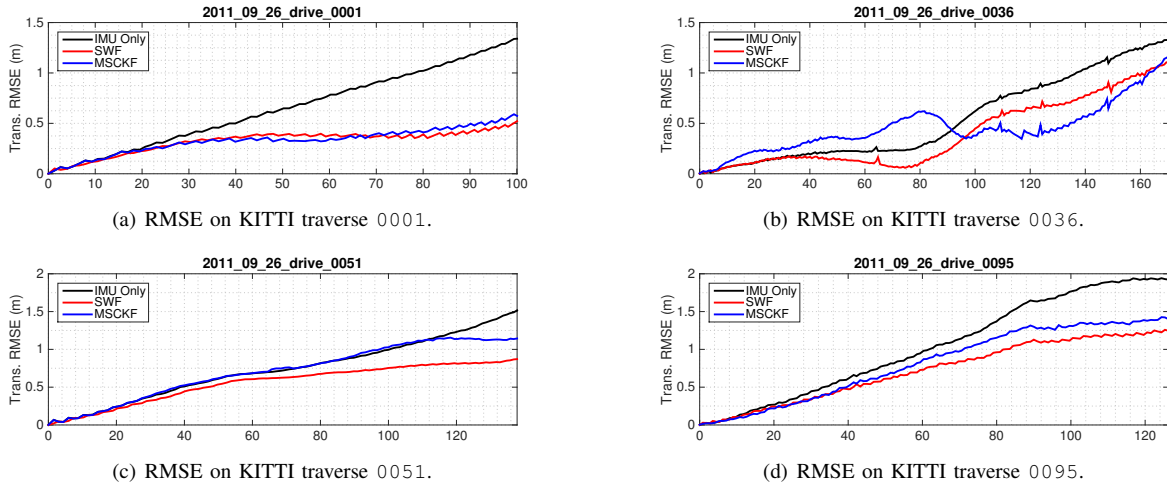 2011_09_26_drive_0001
Trans. RMSE (m)
1.5
1
0.5
0
IMU Only
SWF
MSCKF
0 10 20 30 40 50 60 70 80 90 100
(a) RMSE on KITTI traverse 0001.
2011_09_26_drive_0036
Trans. RMSE (m)
1.5
1
0.5
0
IMU Only
SWF
MSCKF
0 20 40 60 80 100 120 140 160
(b) RMSE on KITTI traverse 0036.
2011_09_26_drive_0051
Trans. RMSE (m)
2
1.5
1
0.5
0
IMU Only
SWF
MSCKF
0 20 40 60 80 100 120
(c) RMSE on KITTI traverse 0051.
2011_09_26_drive_0095
Trans. RMSE (m)
2
1.5
1
0.5
0
IMU Only
SWF
MSCKF
0 20 40 60 80 100 120
(d) RMSE on KITTI traverse 0095.